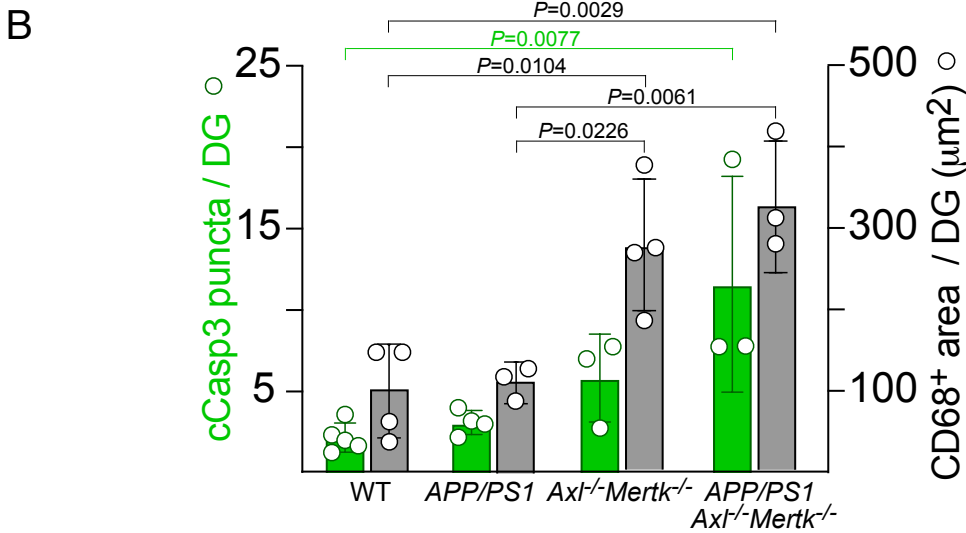 B
P=0.0029
P=0.0077
P=0.0104
P=0.0061
P=0.0226
cCasp3 puncta / DG
25
15
5
500
300
100
CD68⁺ area / DG (μm2)
WT
APP/PS1
Axl⁻/⁻Mertk⁻/⁻
APP/PS1
Axl⁻/⁻Mertk⁻/⁻